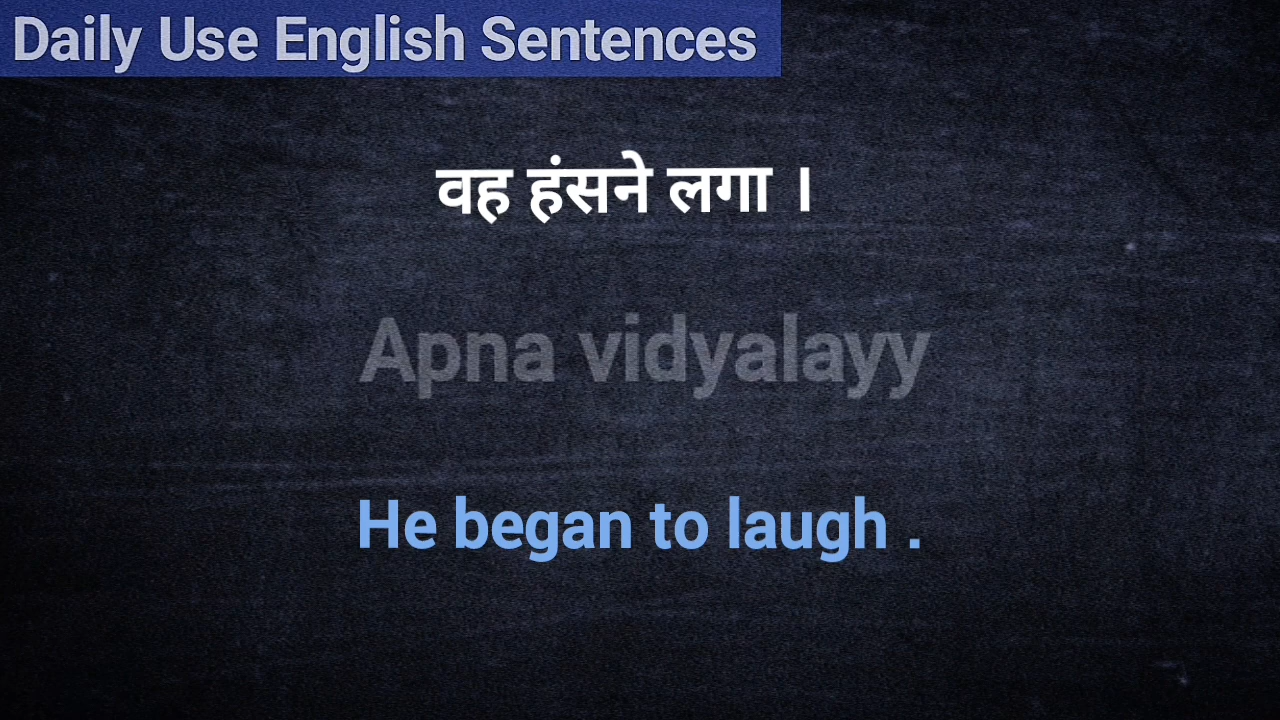 Daily Use English Sentences
वह हंसने लगा ।
Apna vidyalayy
He began to laugh .